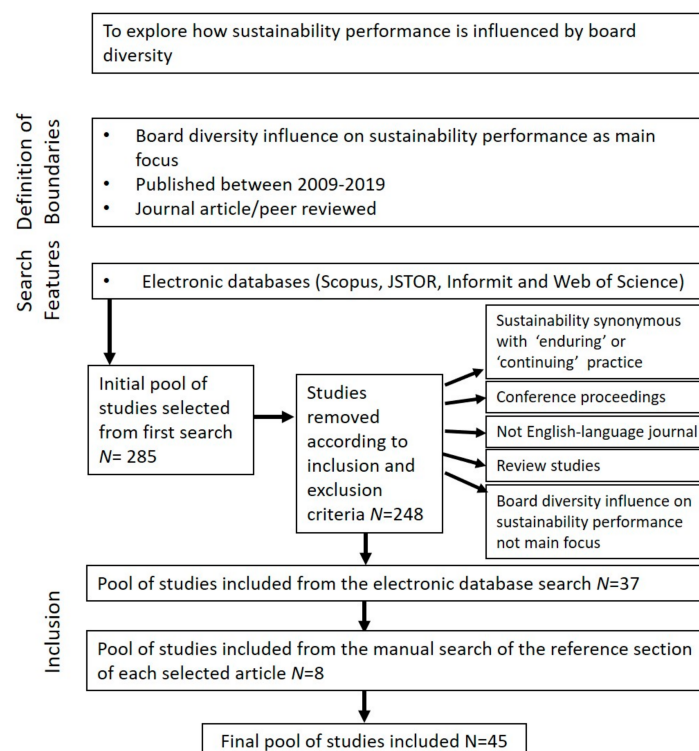 To explore how sustainability performance is influenced by board
diversity
Definition of
Boundaries
• Board diversity influence on sustainability performance as main
focus
• Published between 2009-2019
• Journal article/peer reviewed
Search
Features
• Electronic databases (Scopus, JSTOR, Informit and Web of Science)
Initial pool of
studies selected
from first search
N= 285
Studies
removed
according to
inclusion and
exclusion
criteria N=248
Sustainability synonymous
with ‘enduring’ or
‘continuing’ practice
Conference proceedings
Not English-language journal
Review studies
Board diversity influence on
sustainability performance
not main focus
Inclusion
Pool of studies included from the electronic database search N=37
Pool of studies included from the manual search of the reference section
of each selected article N=8
Final pool of studies included N=45